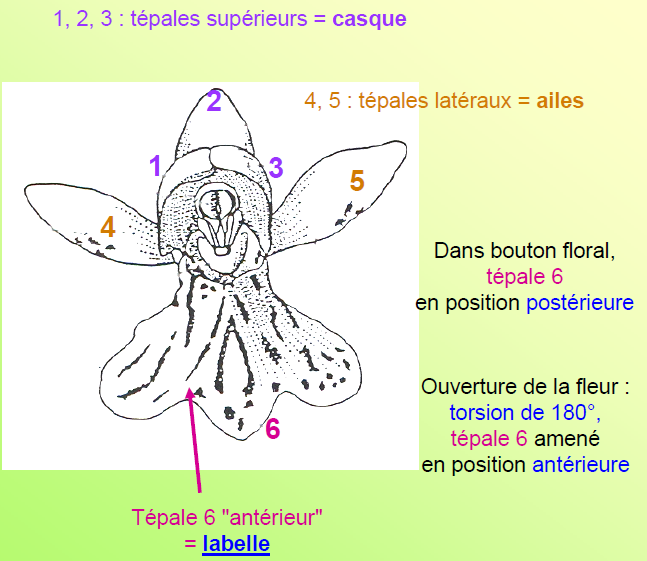 1, 2, 3 : tépales supérieurs = casque
4, 5 : tépales latéraux = ailes
2
1
3
5
4
Dans bouton floral,
tépale 6
en position postérieure
Ouverture de la fleur :
torsion de 180°,
tépale 6 amené
en position antérieure
6
Tépale 6 "antérieur"
= labelle